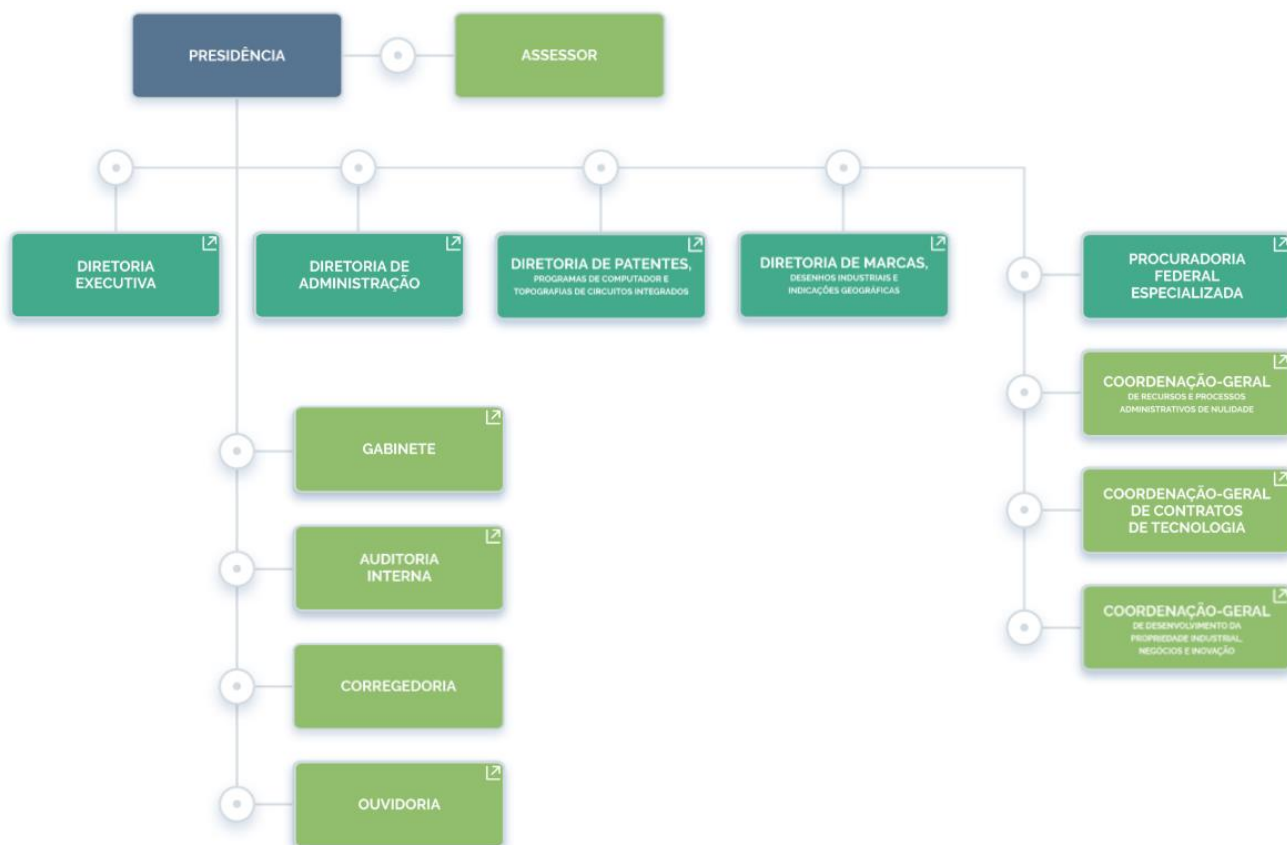 PRESIDÊNCIA
ASSESSOR
DIRETORIA
EXECUTIVA
DIRETORIA DE
ADMINISTRAÇÃO
DIRETORIA DE PATENTES,
PROGRAMAS DE COMPUTADOR E
TOPOGRAFIAS DE CIRCUITOS INTEGRADOS
DIRETORIA DE MARCAS,
DESENHOS INDUSTRIAIS E
INDICAÇÕES GEOGRÁFICAS
PROCURADORIA
FEDERAL
ESPECIALIZADA
COORDENAÇÃO-GERAL
DE RECURSOS E PROCESSOS
ADMINISTRATIVOS DE NULIDADE
COORDENAÇÃO-GERAL
DE CONTRATOS
DE TECNOLOGIA
COORDENAÇÃO-GERAL
DE DESENVOLVIMENTO DA
PROPRIEDADE INDUSTRIAL,
NEGÓCIOS E INOVAÇÃO
GABINETE
AUDITORIA
INTERNA
CORREGEDORIA
OUVIDORIA